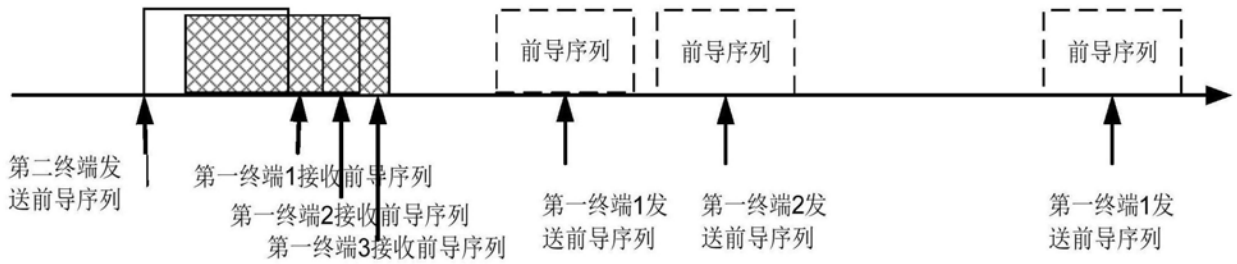 前导序列
前导序列
前导序列
第二终端发
送前导序列
第一终端1接收前导序列
第一终端2接收前导序列
第一终端3接收前导序列
第一终端1发
送前导序列
第一终端2发
送前导序列
第一终端1发
送前导序列